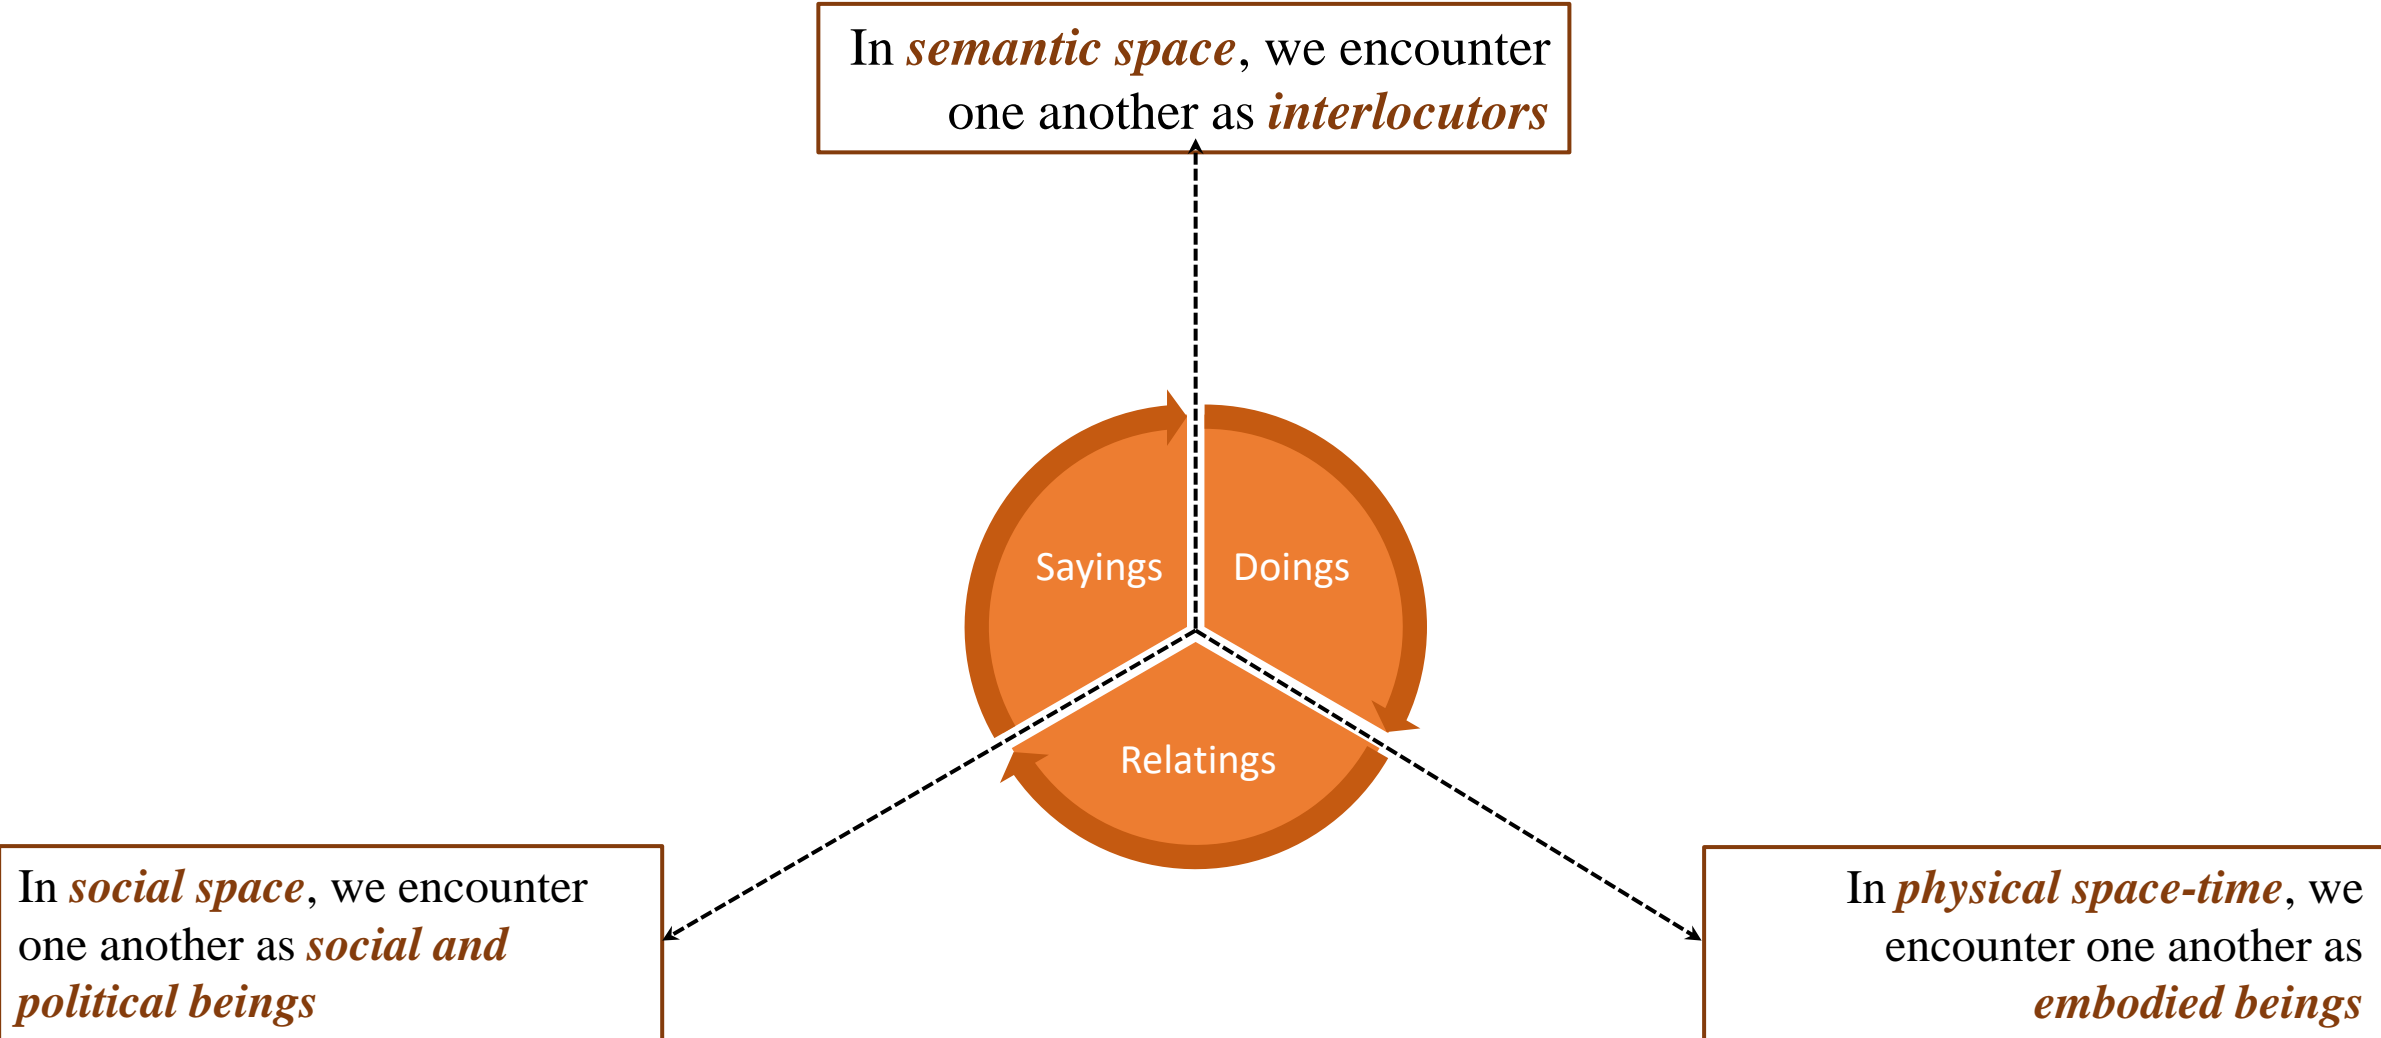 In semantic space, we encounter
one another as interlocutors
Sayings
Doings
Relatings
In social space, we encounter
one another as social and
political beings
In physical space-time, we
encounter one another as
embodied beings